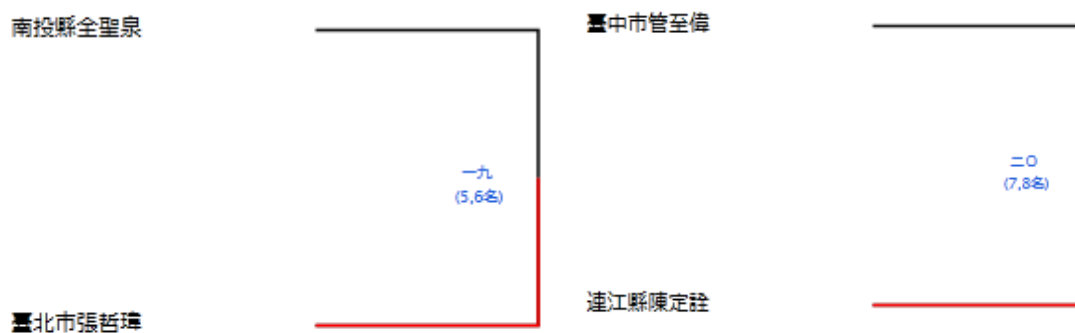 南投縣全聖泉
臺中市管至偉
一九
(5,6名)
二0
(7,8名)
臺北市張哲瑋
連江縣陳定詮